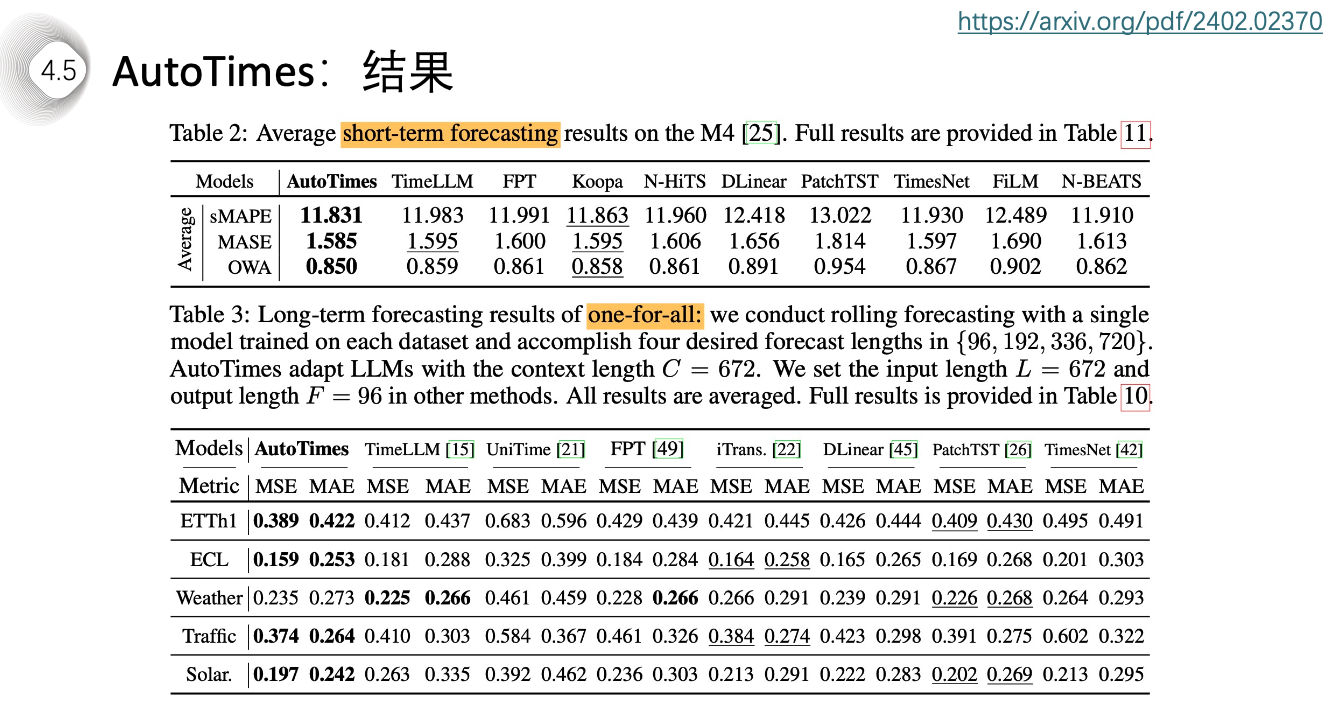 https://arxiv.org/pdf/2402.02370
4.5 AutoTimes：结果
Table 2: Average short-term forecasting results on the M4 [25]. Full results are provided in Table 11.
Models AutoTimes TimeLLM FPT Koopa N-HiTS DLinear PatchTST TimesNet FiLM N-BEATS
Average
sMAPE 11.831 11.983 11.991 11.863 11.960 12.418 13.022 11.930 12.489 11.910
MASE 1.585 1.595 1.600 1.595 1.606 1.656 1.814 1.597 1.690 1.613
OWA 0.850 0.859 0.861 0.858 0.861 0.891 0.954 0.867 0.902 0.862
Table 3: Long-term forecasting results of one-for-all: we conduct rolling forecasting with a single
model trained on each dataset and accomplish four desired forecast lengths in {96, 192, 336, 720}.
AutoTimes adapt LLMs with the context length C = 672. We set the input length L = 672 and
output length F = 96 in other methods. All results are averaged. Full results is provided in Table 10.
Models AutoTimes TimeLLM [15] UniTime [21] FPT [49] iTrans. [22] DLinear [45] PatchTST [26] TimesNet [42]
Metric MSE MAE MSE MAE MSE MAE MSE MAE MSE MAE MSE MAE MSE MAE MSE MAE
ETTh1 0.389 0.422 0.412 0.437 0.683 0.596 0.429 0.439 0.421 0.445 0.426 0.444 0.409 0.430 0.495 0.491
ECL 0.159 0.253 0.181 0.288 0.325 0.399 0.184 0.284 0.164 0.258 0.165 0.265 0.169 0.268 0.201 0.303
Weather 0.235 0.273 0.225 0.266 0.461 0.459 0.228 0.266 0.266 0.291 0.239 0.291 0.226 0.268 0.264 0.293
Traffic 0.374 0.264 0.410 0.303 0.584 0.367 0.461 0.326 0.384 0.274 0.423 0.298 0.391 0.275 0.602 0.322
Solar. 0.197 0.242 0.263 0.335 0.392 0.462 0.236 0.303 0.213 0.291 0.222 0.283 0.202 0.269 0.213 0.295